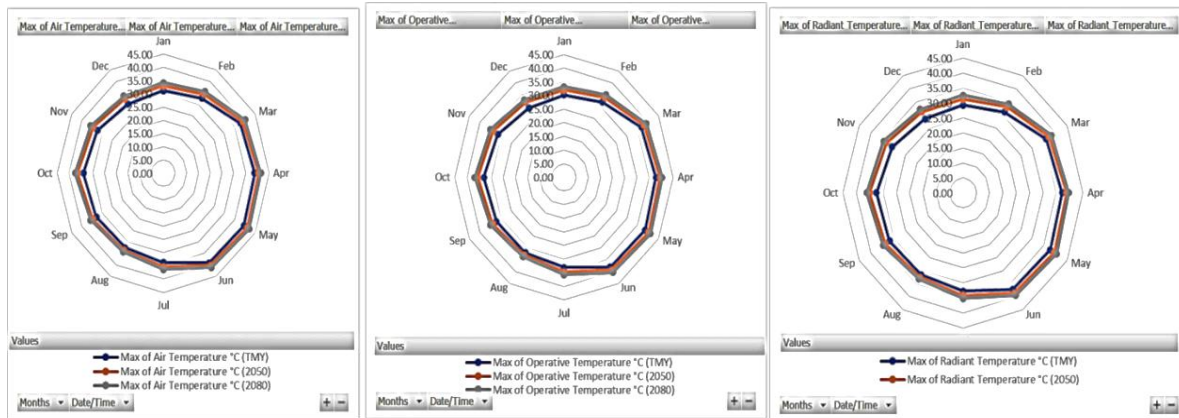 Max of Air Temperature... Max of Air Temperature... Max of Air Temperature...
Jan
Feb
Mar
Apr
May
Jun
Jul
Aug
Sep
Oct
Nov
Dec
45.00
40.00
35.00
30.00
25.00
20.00
15.00
10.00
5.00
0.00
Values
Max of Air Temperature °C (TMY)
Max of Air Temperature °C (2050)
Max of Air Temperature °C (2080)
Months Date/Time + −
Max of Operative... Max of Operative... Max of Operative...
Jan
Feb
Mar
Apr
May
Jun
Jul
Aug
Sep
Oct
Nov
Dec
45.00
40.00
35.00
30.00
25.00
20.00
15.00
10.00
5.00
0.00
Values
Max of Operative Temperature °C (TMY)
Max of Operative Temperature °C (2050)
Max of Operative Temperature °C (2080)
Months Date/Time + −
Max of Radiant Temperature... Max of Radiant Temperature... Max of Radiant Temperature...
Jan
Feb
Mar
Apr
May
Jun
Aug
Sep
Oct
Nov
Dec
45.00
40.00
35.00
30.00
25.00
20.00
15.00
10.00
5.00
0.00
Values
Max of Radiant Temperature °C (TMY)
Max of Radiant Temperature °C (2050)
Months Date/Time + −